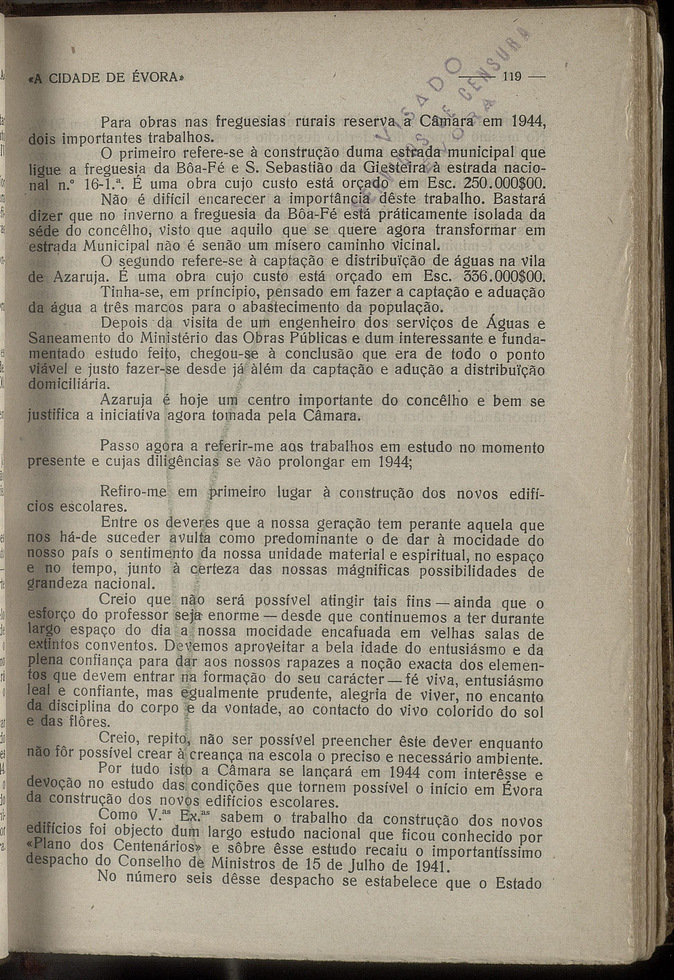 «A CIDADE DE ÉVORA» — 119 —
VISADO
DE CENSURA
ÉVORA
Para obras nas freguesias rurais reserva a Câmara em 1944,
dois importantes trabalhos.
O primeiro refere-se à construção duma estrada municipal que
ligue a freguesia da Bôa-Fé e S. Sebastião da Giesteira à estrada nacio-
nal n.º 16-1.ª. É uma obra cujo custo está orçado em Esc. 250.000$00.
Não é difícil encarecer a importância dêste trabalho. Bastará
dizer que no inverno a freguesia da Bôa-Fé está práticamente isolada da
séde do concêlho, visto que aquilo que se quere agora transformar em
estrada Municipal não é senão um mísero caminho vicinal.
O segundo refere-se à captação e distribuïção de águas na vila
de Azaruja. É uma obra cujo custo está orçado em Esc. 336.000$00.
Tinha-se, em príncipio, pensado em fazer a captação e aduação
da água a três marcos para o abastecimento da população.
Depois da visita de um engenheiro dos serviços de Águas e
Saneamento do Ministério das Obras Públicas e dum interessante e funda-
mentado estudo feito, chegou-se à conclusão que era de todo o ponto
viável e justo fazer-se desde já àlém da captação e adução a distribuïção
domiciliária.
Azaruja é hoje um centro importante do concêlho e bem se
justifica a iniciativa agora tomada pela Câmara.
Passo agora a referir-me aos trabalhos em estudo no momento
presente e cujas diligências se vão prolongar em 1944;
Refiro-me em primeiro lugar à construção dos novos edifí-
cios escolares.
Entre os deveres que a nossa geração tem perante aquela que
nos há-de suceder avulta como predominante o de dar à mocidade do
nosso país o sentimento da nossa unidade material e espiritual, no espaço
e no tempo, junto à certeza das nossas mágnificas possibilidades de
grandeza nacional.
Creio que não será possível atingir tais fins — ainda que o
esforço do professor seja enorme — desde que continuemos a ter durante
largo espaço do dia a nossa mocidade encafuada em velhas salas de
extintos conventos. Devemos aproveitar a bela idade do entusiásmo e da
plena confiança para dar aos nossos rapazes a noção exacta dos elemen-
tos que devem entrar na formação do seu carácter — fé viva, entusiásmo
leal e confiante, mas egualmente prudente, alegria de viver, no encanto
da disciplina do corpo e da vontade, ao contacto do vivo colorido do sol
e das flôres.
Creio, repito, não ser possível preencher êste dever enquanto
não fôr possível crear à creança na escola o preciso e necessário ambiente.
Por tudo isto a Câmara se lançará em 1944 com interêsse e
devoção no estudo das condições que tornem possível o início em Évora
da construção dos novos edifícios escolares.
Como V.as Ex.as sabem o trabalho da construção dos novos
edifícios foi objecto dum largo estudo nacional que ficou conhecido por
«Plano dos Centenários» e sôbre êsse estudo recaiu o importantíssimo
despacho do Conselho de Ministros de 15 de Julho de 1941.
No número seis dêsse despacho se estabelece que o Estado